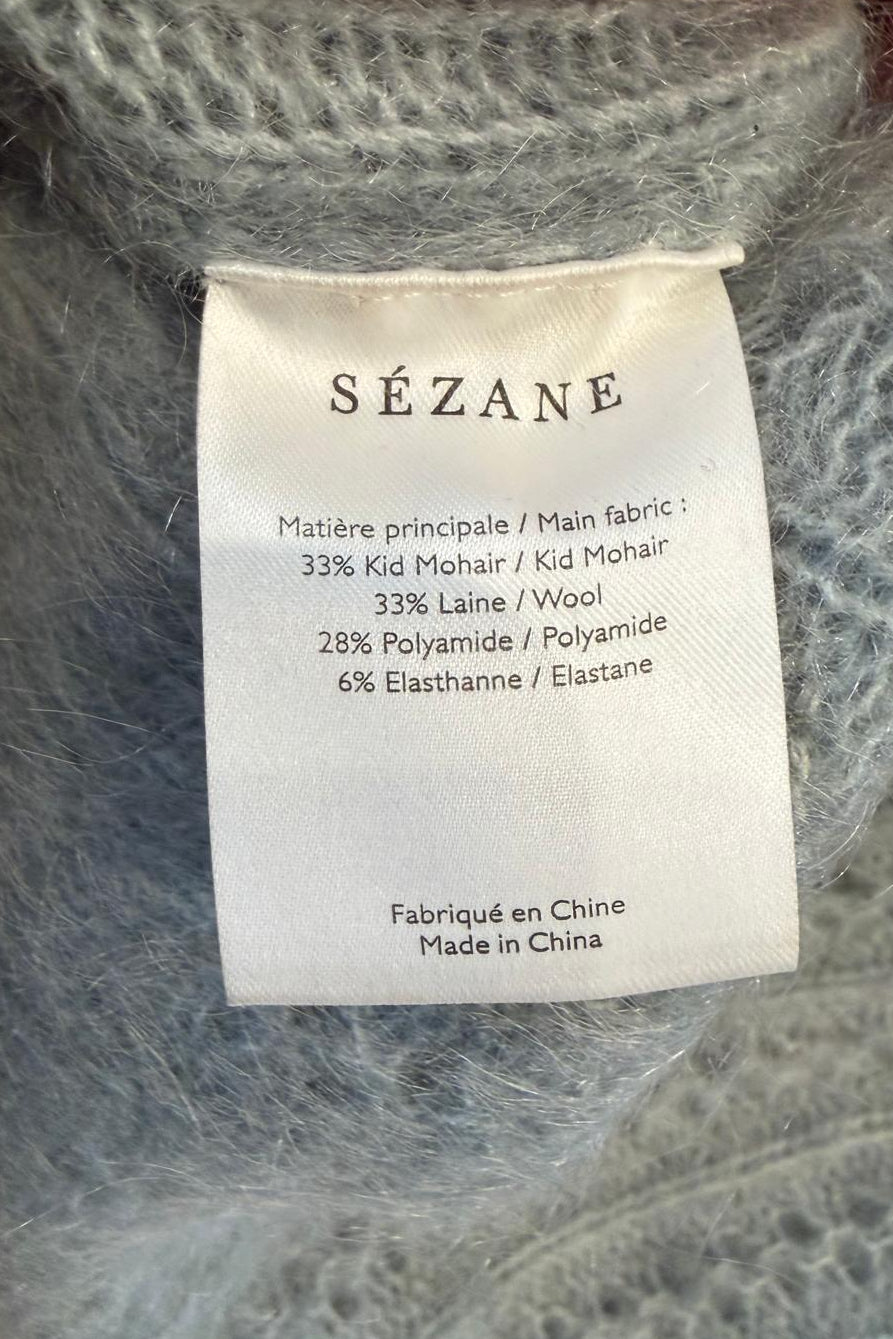 SÉZANE
Matière principale / Main fabric :
33% Kid Mohair / Kid Mohair
33% Laine / Wool
28% Polyamide / Polyamide
6% Elasthanne / Elastane
Fabriqué en Chine
Made in China